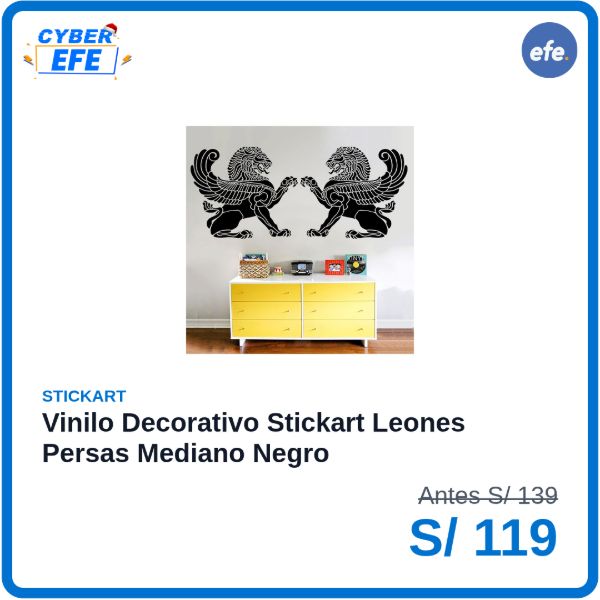 CYBER
EFE
efe.
STICKART
Vinilo Decorativo Stickart Leones
Persas Mediano Negro
Antes S/ 139
S/ 119